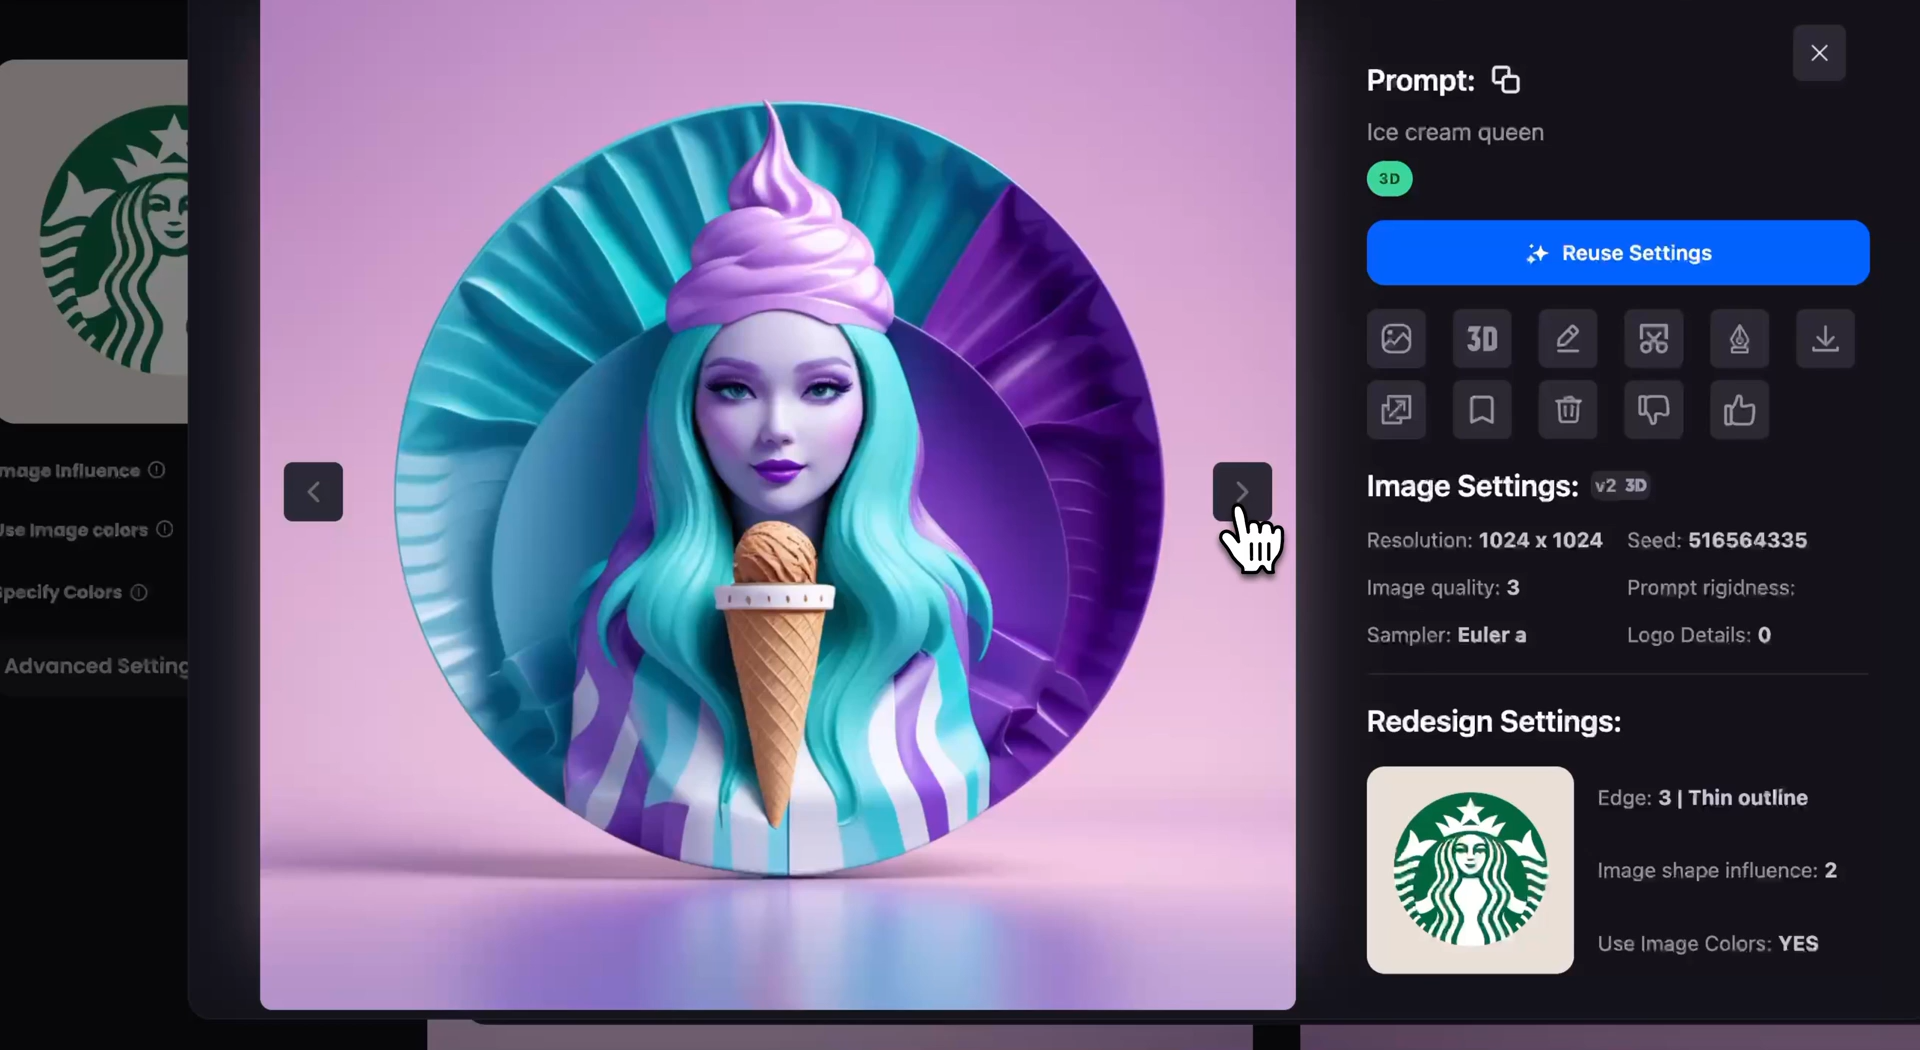 Prompt:
Ice cream queen
3D
Reuse Settings
3D
Image Settings: v2 3D
Resolution: 1024 x 1024 Seed: 516564335
Image quality: 3 Prompt rigidness:
Sampler: Euler a Logo Details: 0
Redesign Settings:
Edge: 3 | Thin outline
Image shape influence: 2
Use Image Colors: YES
mage Influence
Use Image colors
Specify Colors
Advanced Setting